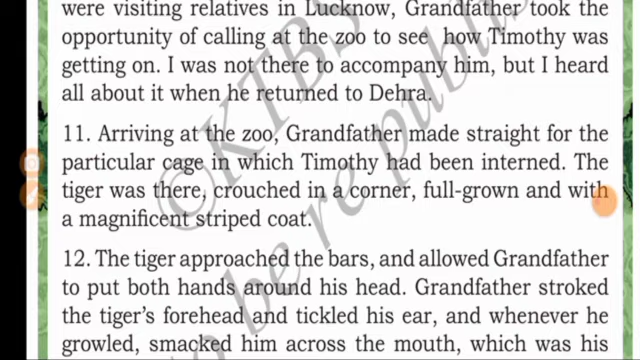 were visiting relatives in Lucknow, Grandfather took the
opportunity of calling at the zoo to see how Timothy was
getting on. I was not there to accompany him, but I heard
all about it when he returned to Dehra.
11. Arriving at the zoo, Grandfather made straight for the
particular cage in which Timothy had been interned. The
tiger was there, crouched in a corner, full-grown and with
a magnificent striped coat.
12. The tiger approached the bars, and allowed Grandfather
to put both hands around his head. Grandfather stroked
the tiger's forehead and tickled his ear, and whenever he
growled, smacked him across the mouth, which was his
©KTBS
to be republis